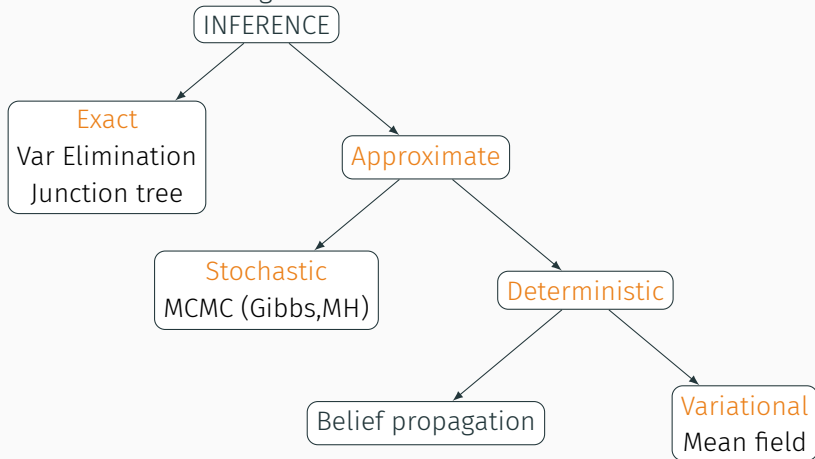 INFERENCE
Exact
Var Elimination
Junction tree
Approximate
Stochastic
MCMC (Gibbs,MH)
Deterministic
Belief propagation
Variational
Mean field